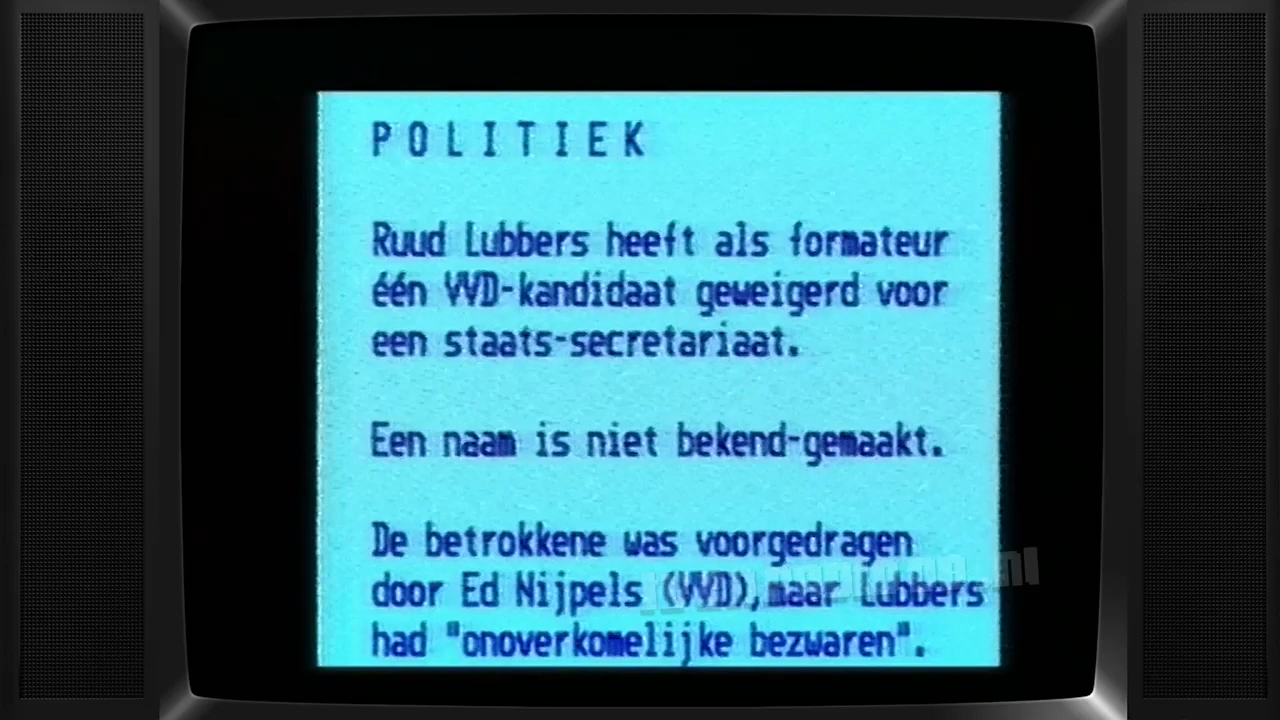 POLITIEK
Ruud Lubbers heeft als formateur
één VVD-kandidaat geweigerd voor
een staats-secretariaat.
Een naam is niet bekend-gemaakt.
De betrokkene was voorgedragen
door Ed Nijpels (VVD),maar Lubbers
had "onoverkomelijke bezwaren".